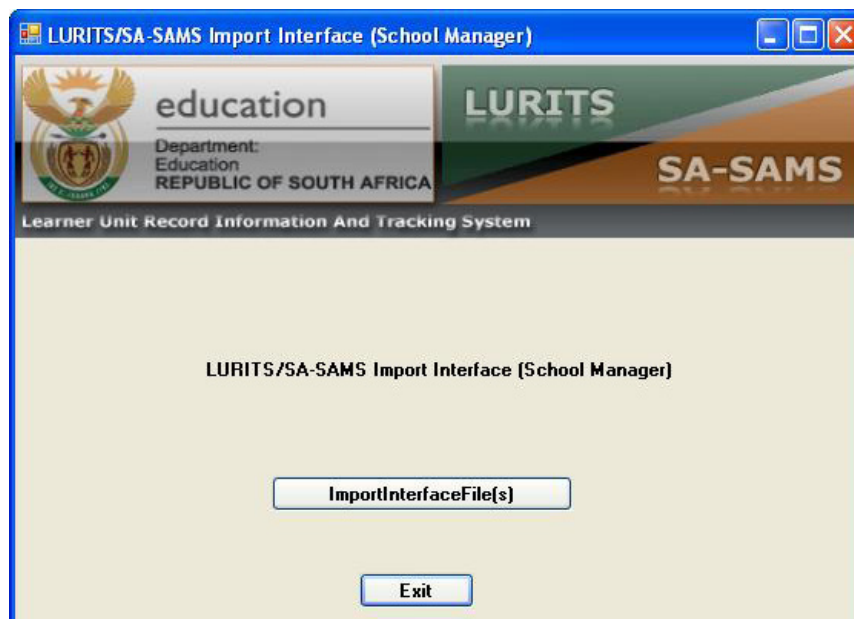 LURITS/SA-SAMS Import Interface (School Manager)
education
Department:
Education
REPUBLIC OF SOUTH AFRICA
LURITS
SA-SAMS
Learner Unit Record Information And Tracking System
LURITS/SA-SAMS Import Interface (School Manager)
ImportInterfaceFile(s)
Exit